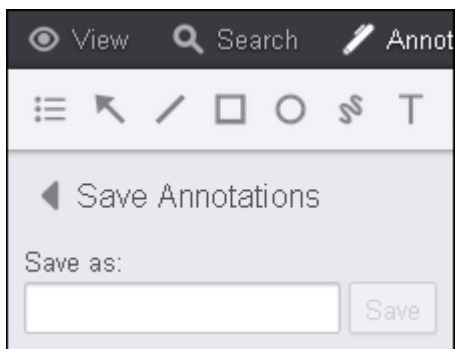 View Search Annot
T
Save Annotations
Save as:
Save